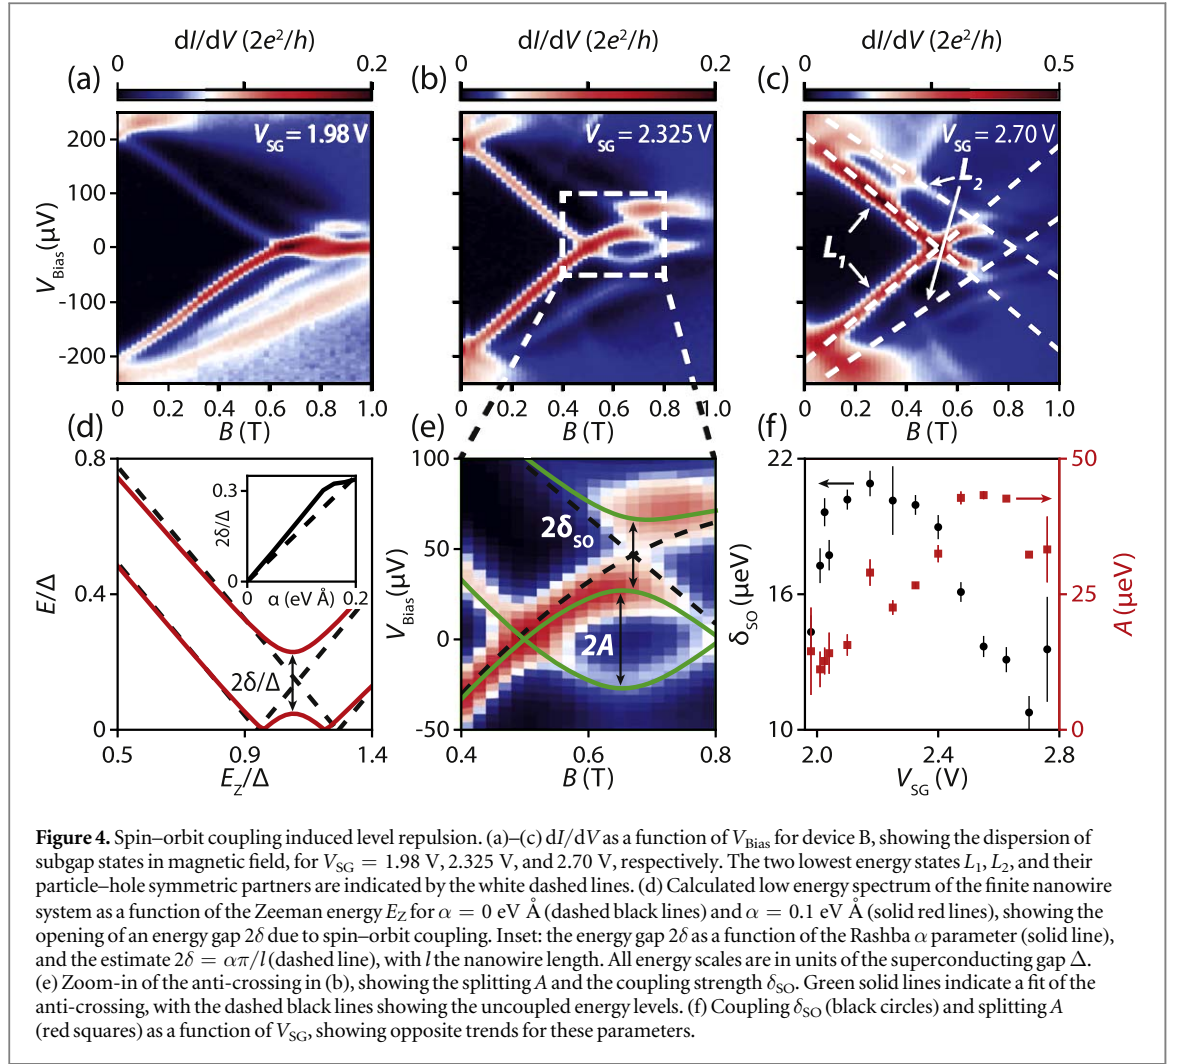 dI/dV (2e²/h) dI/dV (2e²/h) dI/dV (2e²/h)
0 0.2 0 0.2 0 0.5
(a) (b) (c)
V_SG = 1.98 V V_SG = 2.325 V V_SG = 2.70 V
200
100
0
-100
-200
V_Bias (μV)
L₂
L₁
0 0.2 0.4 0.6 0.8 1.0 0 0.2 0.4 0.6 0.8 1.0 0 0.2 0.4 0.6 0.8 1.0
B (T) B (T) B (T)
(d) (e) (f)
0.8
0.4
0
E/Δ
0.3
0
2δ/Δ
0 α (eV Å) 0.2
2δ/Δ
0.5 0.9 1.4
E_Z/Δ
100
50
0
-50
V_Bias (μV)
2δ_SO
2A
0.4 0.6 0.8
B (T)
22
16
10
δ_SO (μeV)
50
25
0
A (μeV)
2.0 2.4 2.8
V_SG (V)
Figure 4. Spin–orbit coupling induced level repulsion. (a)–(c) dI/dV as a function of V_Bias for device B, showing the dispersion of
subgap states in magnetic field, for V_SG = 1.98 V, 2.325 V, and 2.70 V, respectively. The two lowest energy states L₁, L₂, and their
particle–hole symmetric partners are indicated by the white dashed lines. (d) Calculated low energy spectrum of the finite nanowire
system as a function of the Zeeman energy E_Z for α = 0 eV Å (dashed black lines) and α = 0.1 eV Å (solid red lines), showing the
opening of an energy gap 2δ due to spin–orbit coupling. Inset: the energy gap 2δ as a function of the Rashba α parameter (solid line),
and the estimate 2δ = απ/l (dashed line), with l the nanowire length. All energy scales are in units of the superconducting gap Δ.
(e) Zoom-in of the anti-crossing in (b), showing the splitting A and the coupling strength δ_SO. Green solid lines indicate a fit of the
anti-crossing, with the dashed black lines showing the uncoupled energy levels. (f) Coupling δ_SO (black circles) and splitting A
(red squares) as a function of V_SG, showing opposite trends for these parameters.